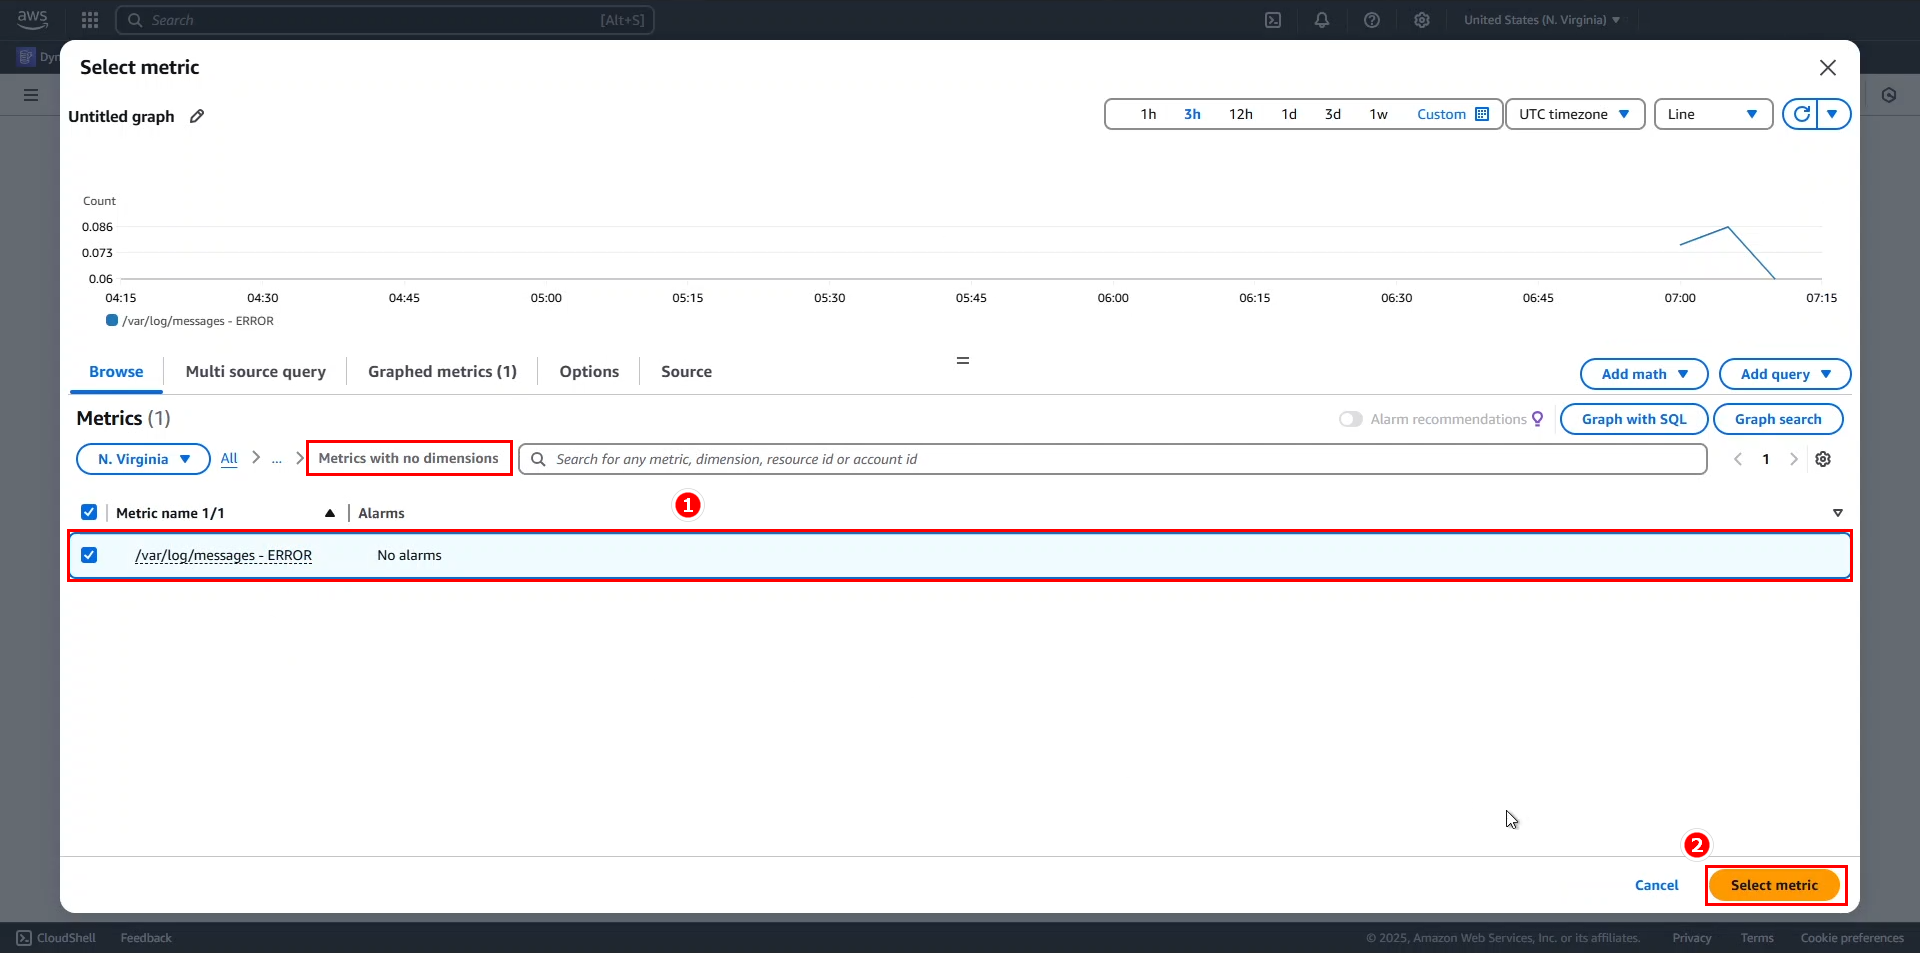 aws
Search
[Alt+S]
United States (N. Virginia)
Dyn
Select metric
Untitled graph
1h 3h 12h 1d 3d 1w Custom
UTC timezone
Line
Count
0.086
0.073
0.06
04:15 04:30 04:45 05:00 05:15 05:30 05:45 06:00 06:15 06:30 06:45 07:00 07:15
/var/log/messages - ERROR
Browse
Multi source query
Graphed metrics (1)
Options
Source
Add math
Add query
Metrics (1)
Alarm recommendations
Graph with SQL
Graph search
N. Virginia
All
...
Metrics with no dimensions
Search for any metric, dimension, resource id or account id
1
1
Metric name 1/1
Alarms
/var/log/messages - ERROR
No alarms
2
Cancel
Select metric
CloudShell
Feedback
© 2025, Amazon Web Services, Inc. or its affiliates.
Privacy
Terms
Cookie preferences